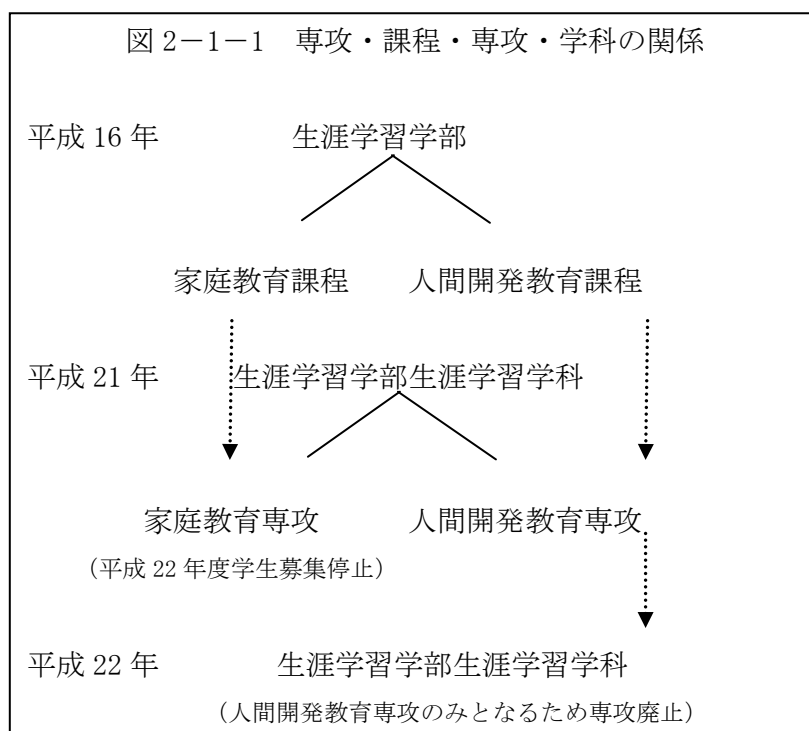 図 2－1－1 専攻・課程・専攻・学科の関係
平成 16 年 生涯学習学部
家庭教育課程 人間開発教育課程
平成 21 年 生涯学習学部生涯学習学科
家庭教育専攻 人間開発教育専攻
（平成 22 年度学生募集停止）
平成 22 年 生涯学習学部生涯学習学科
（人間開発教育専攻のみとなるため専攻廃止）